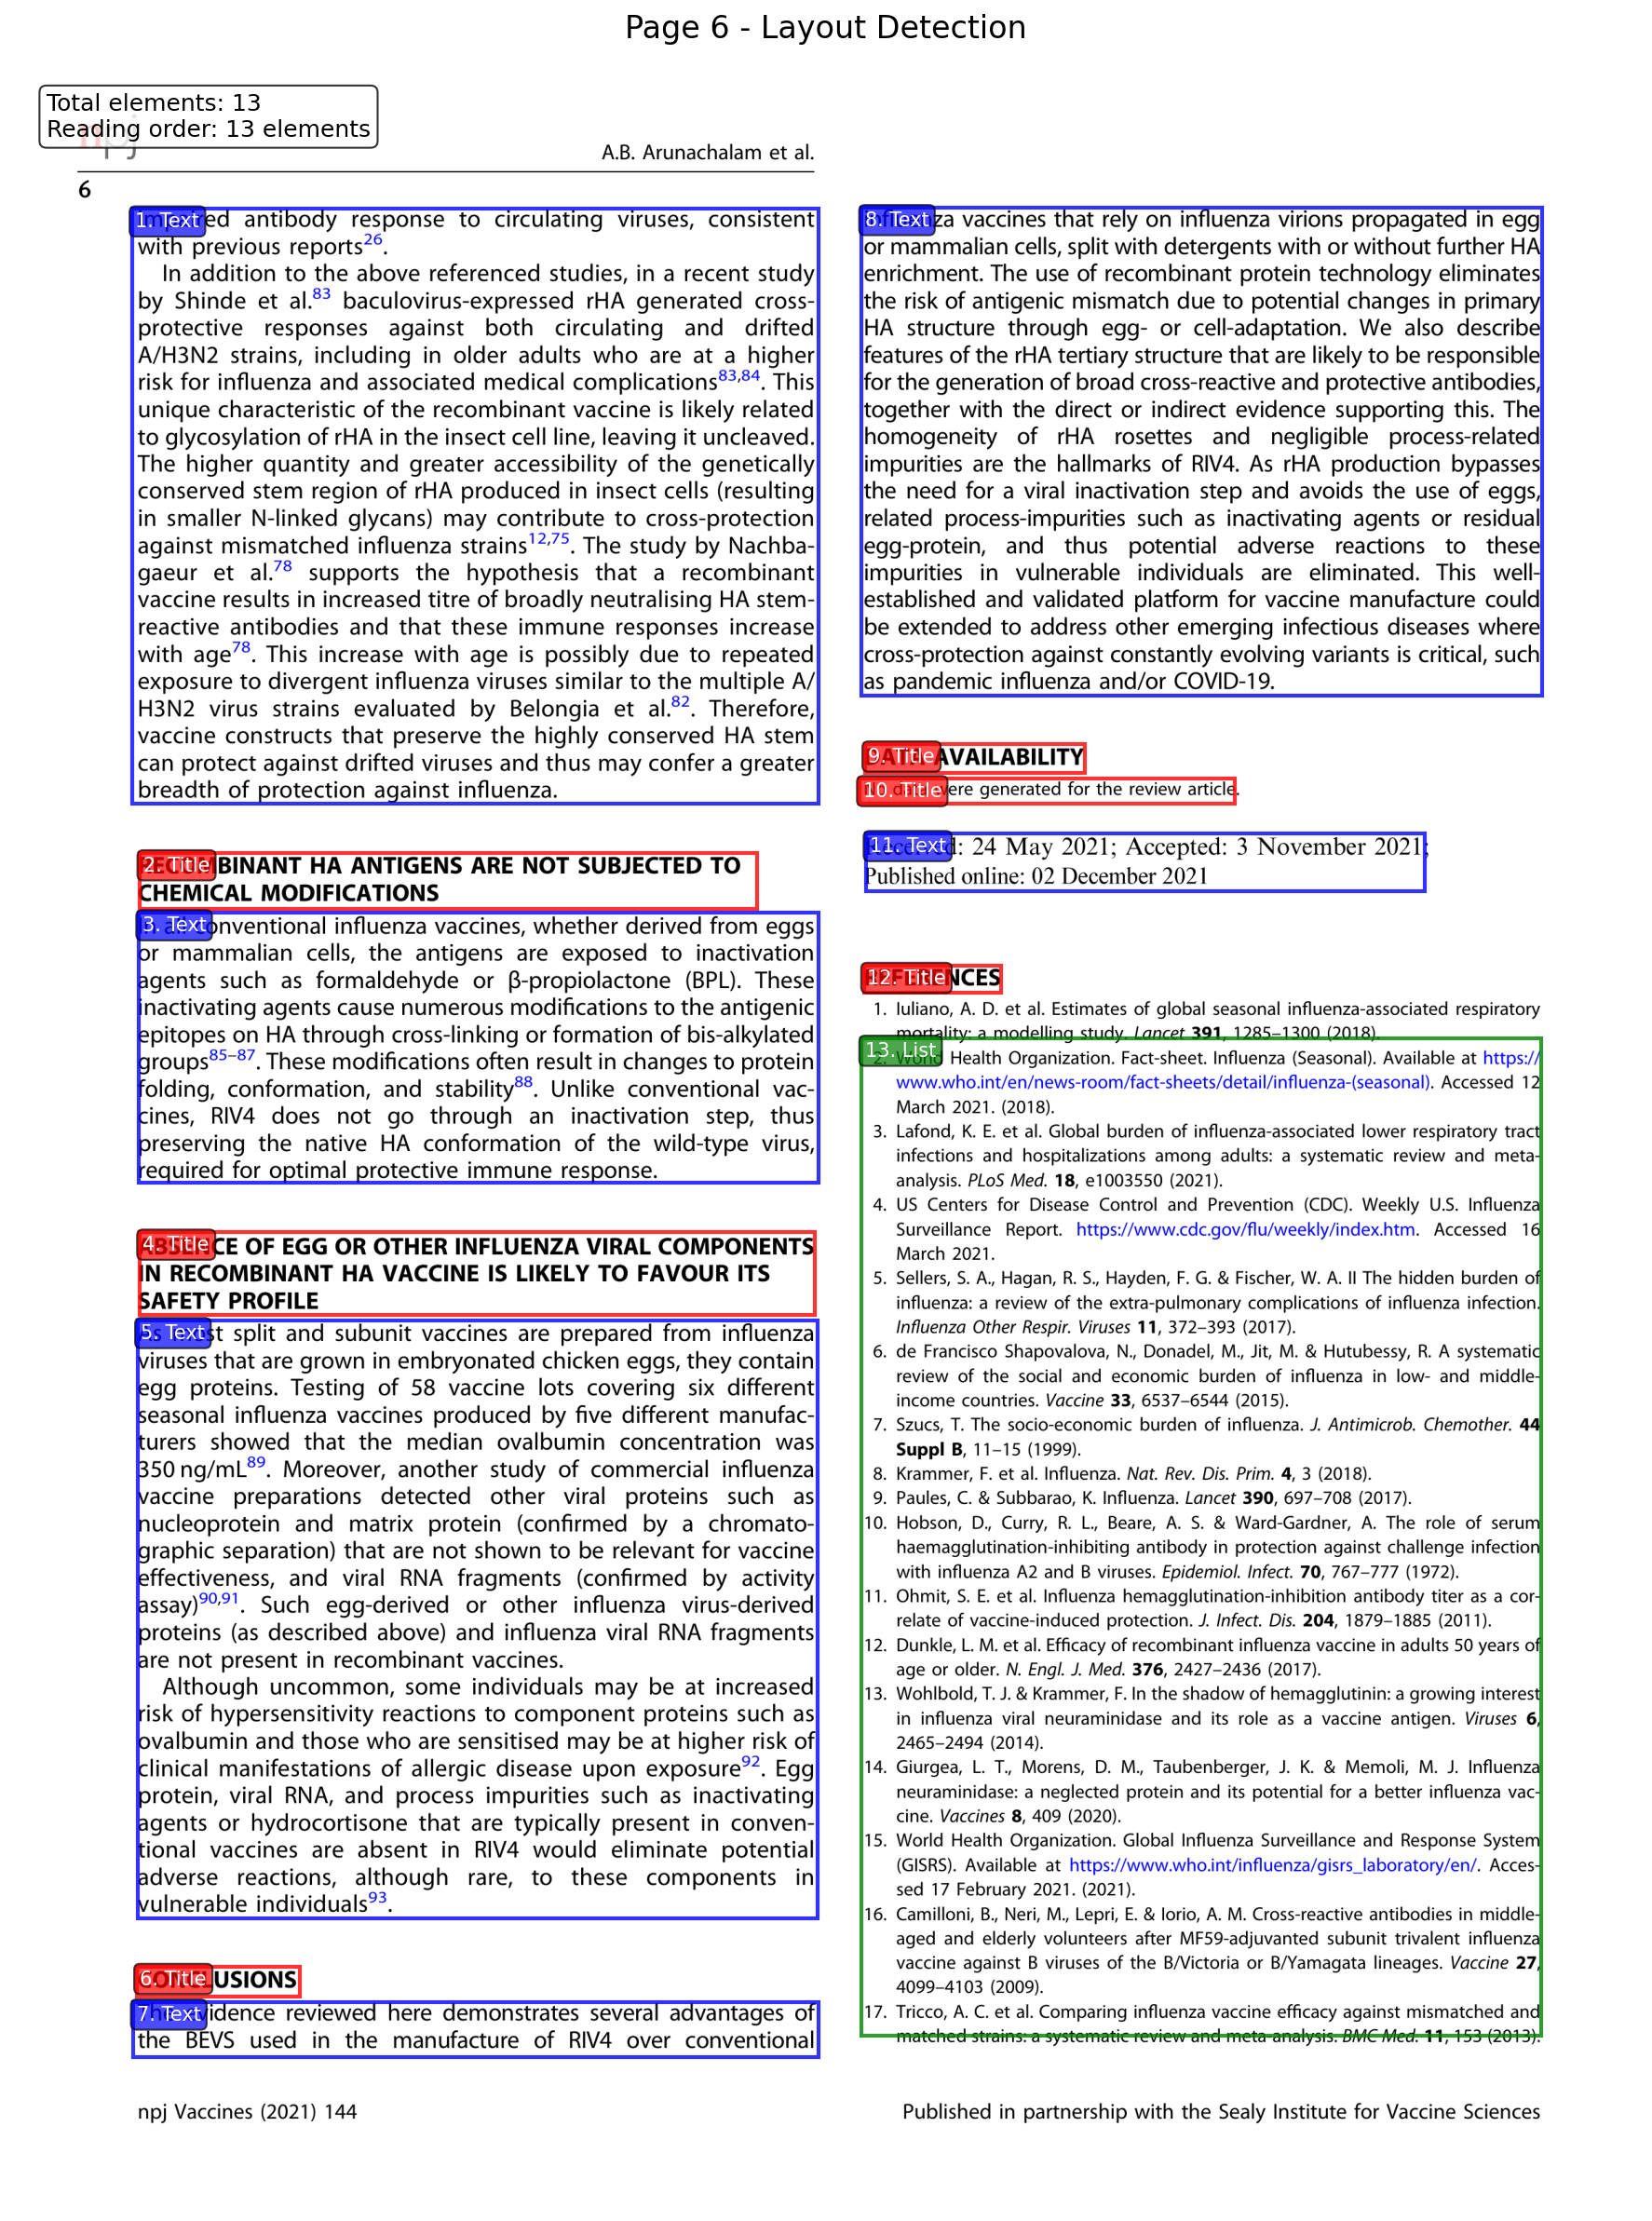 Page 6 - Layout Detection
Total elements: 13
Reading order: 13 elements
npj
A.B. Arunachalam et al.
6
1. Text
ed antibody response to circulating viruses, consistent
with previous reports26.
In addition to the above referenced studies, in a recent study
by Shinde et al.83 baculovirus-expressed rHA generated cross-
protective responses against both circulating and drifted
A/H3N2 strains, including in older adults who are at a higher
risk for influenza and associated medical complications83,84. This
unique characteristic of the recombinant vaccine is likely related
to glycosylation of rHA in the insect cell line, leaving it uncleaved.
The higher quantity and greater accessibility of the genetically
conserved stem region of rHA produced in insect cells (resulting
in smaller N-linked glycans) may contribute to cross-protection
against mismatched influenza strains12,75. The study by Nachba-
gaeur et al.78 supports the hypothesis that a recombinant
vaccine results in increased titre of broadly neutralising HA stem-
reactive antibodies and that these immune responses increase
with age78. This increase with age is possibly due to repeated
exposure to divergent influenza viruses similar to the multiple A/
H3N2 virus strains evaluated by Belongia et al.82. Therefore,
vaccine constructs that preserve the highly conserved HA stem
can protect against drifted viruses and thus may confer a greater
breadth of protection against influenza.
2. Title
BINANT HA ANTIGENS ARE NOT SUBJECTED TO
CHEMICAL MODIFICATIONS
3. Text
onventional influenza vaccines, whether derived from eggs
or mammalian cells, the antigens are exposed to inactivation
agents such as formaldehyde or β-propiolactone (BPL). These
inactivating agents cause numerous modifications to the antigenic
epitopes on HA through cross-linking or formation of bis-alkylated
groups85–87. These modifications often result in changes to protein
folding, conformation, and stability88. Unlike conventional vac-
cines, RIV4 does not go through an inactivation step, thus
preserving the native HA conformation of the wild-type virus,
required for optimal protective immune response.
4. Title
CE OF EGG OR OTHER INFLUENZA VIRAL COMPONENTS
IN RECOMBINANT HA VACCINE IS LIKELY TO FAVOUR ITS
SAFETY PROFILE
5. Text
st split and subunit vaccines are prepared from influenza
viruses that are grown in embryonated chicken eggs, they contain
egg proteins. Testing of 58 vaccine lots covering six different
seasonal influenza vaccines produced by five different manufac-
turers showed that the median ovalbumin concentration was
350 ng/mL89. Moreover, another study of commercial influenza
vaccine preparations detected other viral proteins such as
nucleoprotein and matrix protein (confirmed by a chromato-
graphic separation) that are not shown to be relevant for vaccine
effectiveness, and viral RNA fragments (confirmed by activity
assay)90,91. Such egg-derived or other influenza virus-derived
proteins (as described above) and influenza viral RNA fragments
are not present in recombinant vaccines.
Although uncommon, some individuals may be at increased
risk of hypersensitivity reactions to component proteins such as
ovalbumin and those who are sensitised may be at higher risk of
clinical manifestations of allergic disease upon exposure92. Egg
protein, viral RNA, and process impurities such as inactivating
agents or hydrocortisone that are typically present in conven-
tional vaccines are absent in RIV4 would eliminate potential
adverse reactions, although rare, to these components in
vulnerable individuals93.
6. Title
USIONS
7. Text
vidence reviewed here demonstrates several advantages of
the BEVS used in the manufacture of RIV4 over conventional
8. Text
za vaccines that rely on influenza virions propagated in egg
or mammalian cells, split with detergents with or without further HA
enrichment. The use of recombinant protein technology eliminates
the risk of antigenic mismatch due to potential changes in primary
HA structure through egg- or cell-adaptation. We also describe
features of the rHA tertiary structure that are likely to be responsible
for the generation of broad cross-reactive and protective antibodies,
together with the direct or indirect evidence supporting this. The
homogeneity of rHA rosettes and negligible process-related
impurities are the hallmarks of RIV4. As rHA production bypasses
the need for a viral inactivation step and avoids the use of eggs,
related process-impurities such as inactivating agents or residual
egg-protein, and thus potential adverse reactions to these
impurities in vulnerable individuals are eliminated. This well-
established and validated platform for vaccine manufacture could
be extended to address other emerging infectious diseases where
cross-protection against constantly evolving variants is critical, such
as pandemic influenza and/or COVID-19.
9. Title
AVAILABILITY
10. Title
ere generated for the review article.
11. Text
d: 24 May 2021; Accepted: 3 November 2021;
Published online: 02 December 2021
12. Title
NCES
1. Iuliano, A. D. et al. Estimates of global seasonal influenza-associated respiratory
mortality: a modelling study. Lancet 391, 1285–1300 (2018).
13. List
2. World Health Organization. Fact-sheet. Influenza (Seasonal). Available at https://
www.who.int/en/news-room/fact-sheets/detail/influenza-(seasonal). Accessed 12
March 2021. (2018).
3. Lafond, K. E. et al. Global burden of influenza-associated lower respiratory tract
infections and hospitalizations among adults: a systematic review and meta-
analysis. PLoS Med. 18, e1003550 (2021).
4. US Centers for Disease Control and Prevention (CDC). Weekly U.S. Influenza
Surveillance Report. https://www.cdc.gov/flu/weekly/index.htm. Accessed 16
March 2021.
5. Sellers, S. A., Hagan, R. S., Hayden, F. G. & Fischer, W. A. II The hidden burden of
influenza: a review of the extra-pulmonary complications of influenza infection.
Influenza Other Respir. Viruses 11, 372–393 (2017).
6. de Francisco Shapovalova, N., Donadel, M., Jit, M. & Hutubessy, R. A systematic
review of the social and economic burden of influenza in low- and middle-
income countries. Vaccine 33, 6537–6544 (2015).
7. Szucs, T. The socio-economic burden of influenza. J. Antimicrob. Chemother. 44
Suppl B, 11–15 (1999).
8. Krammer, F. et al. Influenza. Nat. Rev. Dis. Prim. 4, 3 (2018).
9. Paules, C. & Subbarao, K. Influenza. Lancet 390, 697–708 (2017).
10. Hobson, D., Curry, R. L., Beare, A. S. & Ward-Gardner, A. The role of serum
haemagglutination-inhibiting antibody in protection against challenge infection
with influenza A2 and B viruses. Epidemiol. Infect. 70, 767–777 (1972).
11. Ohmit, S. E. et al. Influenza hemagglutination-inhibition antibody titer as a cor-
relate of vaccine-induced protection. J. Infect. Dis. 204, 1879–1885 (2011).
12. Dunkle, L. M. et al. Efficacy of recombinant influenza vaccine in adults 50 years of
age or older. N. Engl. J. Med. 376, 2427–2436 (2017).
13. Wohlbold, T. J. & Krammer, F. In the shadow of hemagglutinin: a growing interest
in influenza viral neuraminidase and its role as a vaccine antigen. Viruses 6,
2465–2494 (2014).
14. Giurgea, L. T., Morens, D. M., Taubenberger, J. K. & Memoli, M. J. Influenza
neuraminidase: a neglected protein and its potential for a better influenza vac-
cine. Vaccines 8, 409 (2020).
15. World Health Organization. Global Influenza Surveillance and Response System
(GISRS). Available at https://www.who.int/influenza/gisrs_laboratory/en/. Acces-
sed 17 February 2021. (2021).
16. Camilloni, B., Neri, M., Lepri, E. & Iorio, A. M. Cross-reactive antibodies in middle-
aged and elderly volunteers after MF59-adjuvanted subunit trivalent influenza
vaccine against B viruses of the B/Victoria or B/Yamagata lineages. Vaccine 27,
4099–4103 (2009).
17. Tricco, A. C. et al. Comparing influenza vaccine efficacy against mismatched and
matched strains: a systematic review and meta-analysis. BMC Med. 11, 153 (2013).
npj Vaccines (2021) 144
Published in partnership with the Sealy Institute for Vaccine Sciences